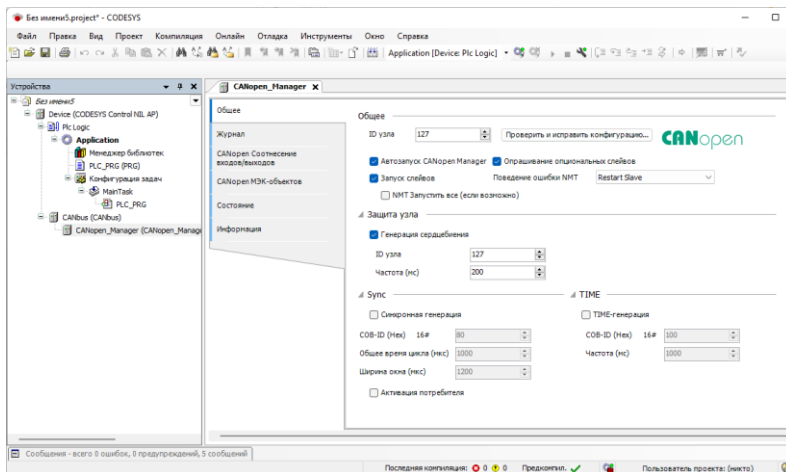 Без имени5.project* - CODESYS
Файл Правка Вид Проект Компиляция Онлайн Отладка Инструменты Окно Справка
Application [Device: Plc Logic]
Устройства
Без имени5
Device (CODESYS Control NIL AP)
Plc Logic
Application
Менеджер библиотек
PLC_PRG (PRG)
Конфигурация задач
MainTask
PLC_PRG
CANbus (CANbus)
CANopen_Manager (CANopen_Manage
CANopen_Manager
Общее
Журнал
CANopen Соотнесение
входов/выходов
CANopen МЭК-объектов
Состояние
Информация
Общее
ID узла 127 Проверить и исправить конфигурацию... CANopen
Автозапуск CANopen Manager Опрашивание опциональных слейвов
Запуск слейвов Поведение ошибки NMT Restart Slave
NMT Запустить все (если возможно)
Защита узла
Генерация сердцебиения
ID узла 127
Частота (мс) 200
Sync TIME
Синхронная генерация TIME-генерация
COB-ID (Hex) 16# 80 COB-ID (Hex) 16# 100
Общее время цикла (мкс) 1000 Частота (мс) 1000
Ширина окна (мкс) 1200
Активация потребителя
Сообщения - всего 0 ошибок, 0 предупреждений, 5 сообщений
Последняя компиляция: 0 0 Предкомпил. Пользователь проекта: (никто)